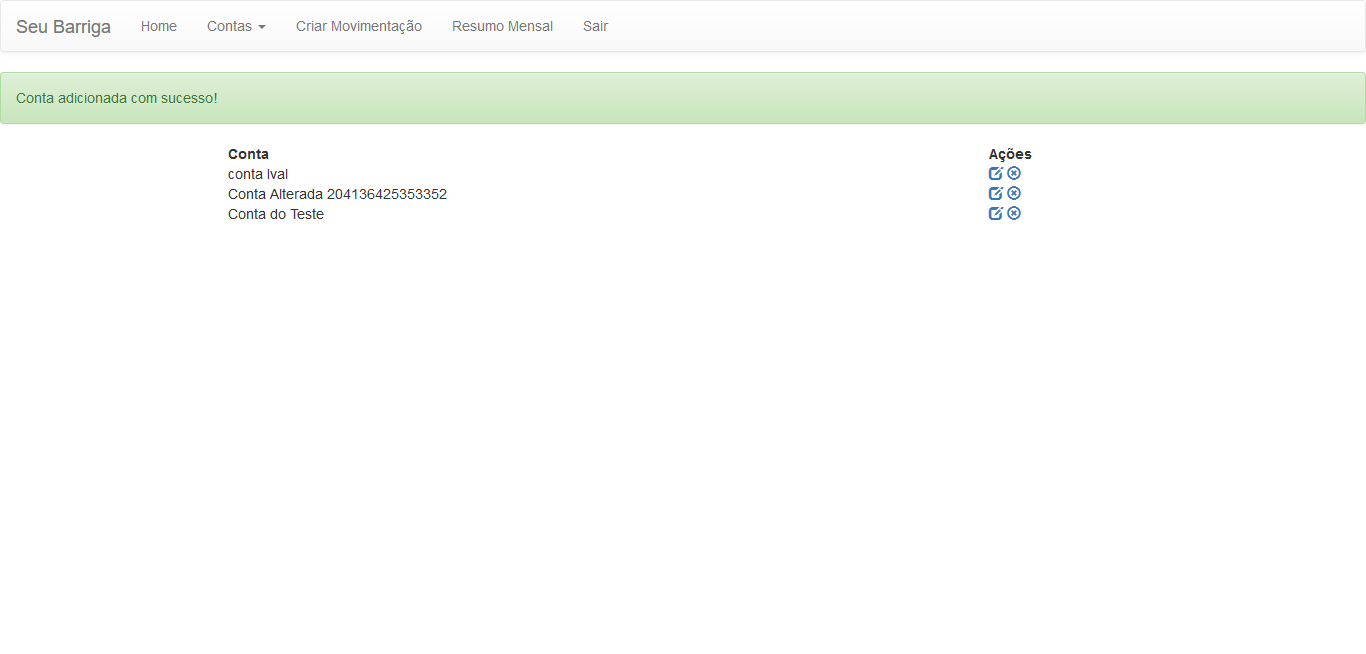 Seu Barriga Home Contas Criar Movimentação Resumo Mensal Sair
Conta adicionada com sucesso!
Conta Ações
conta lval
Conta Alterada 204136425353352
Conta do Teste